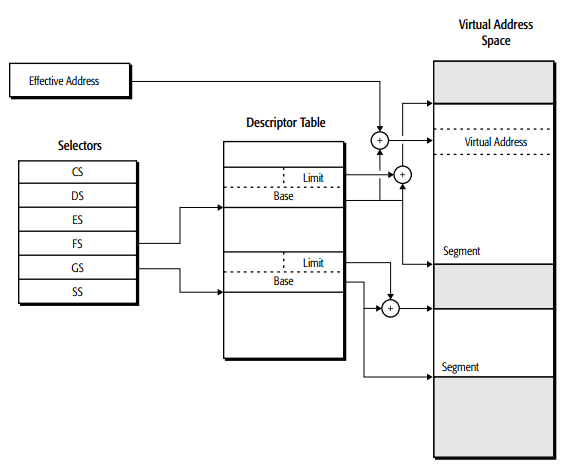 Virtual Address
Space
Effective Address
Descriptor Table
Selectors
CS
DS
ES
FS
GS
SS
Limit
Base
Limit
Base
+
+
+
Virtual Address
Segment
Segment